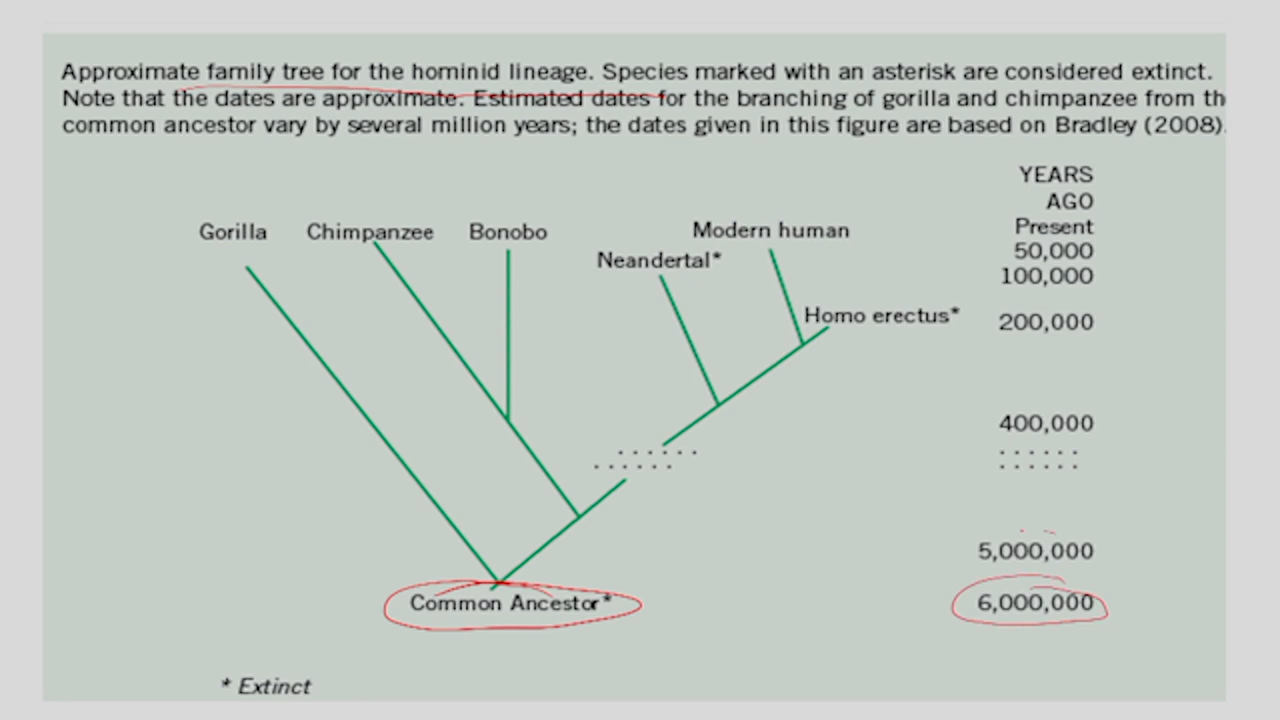 Approximate family tree for the hominid lineage. Species marked with an asterisk are considered extinct.
Note that the dates are approximate. Estimated dates for the branching of gorilla and chimpanzee from th
common ancestor vary by several million years; the dates given in this figure are based on Bradley (2008).
YEARS
AGO
Present
50,000
100,000
200,000
400,000
5,000,000
6,000,000
Gorilla
Chimpanzee
Bonobo
Modern human
Neandertal*
Homo erectus*
Common Ancestor*
* Extinct